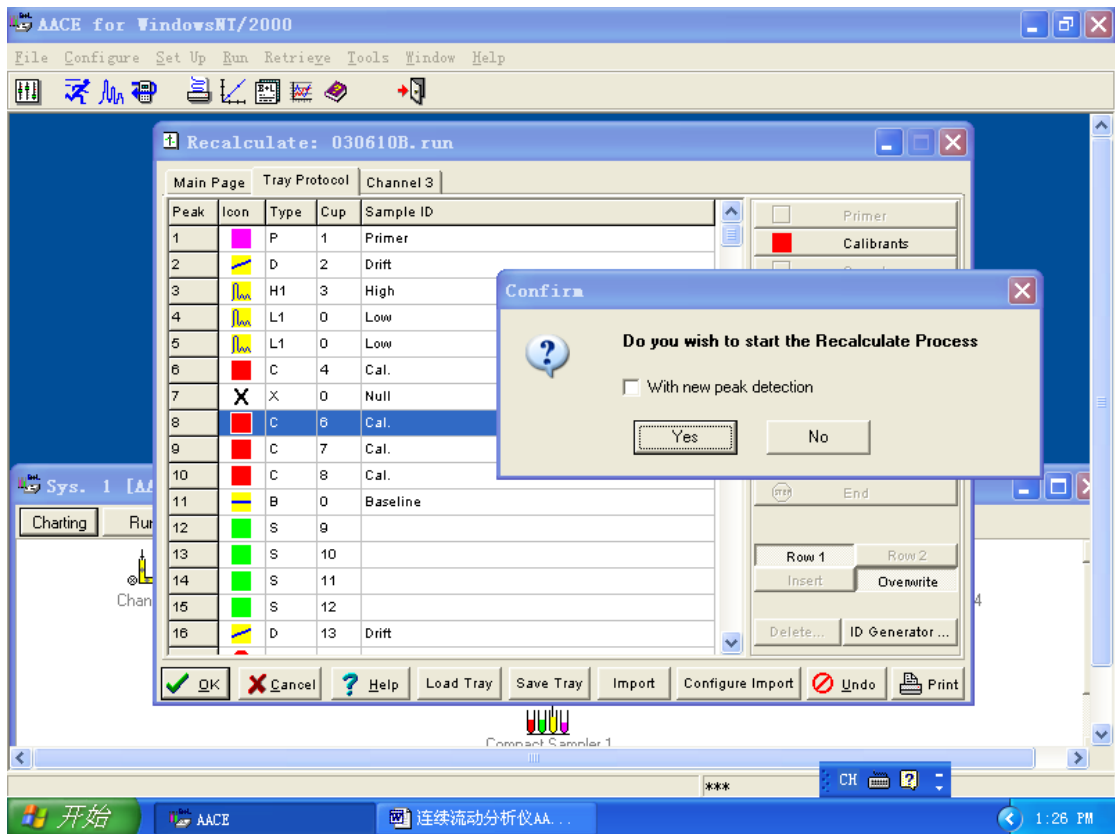 AACE for WindowsNT/2000
File Configure Set Up Run Retrieve Tools Window Help
Recalculate: 030610B.run
Main Page Tray Protocol Channel 3
Peak Icon Type Cup Sample ID
1 P 1 Primer
2 D 2 Drift
3 H1 3 High
4 L1 0 Low
5 L1 0 Low
6 C 4 Cal.
7 X X 0 Null
8 C 6 Cal.
9 C 7 Cal.
10 C 8 Cal.
11 B 0 Baseline
12 S 9
13 S 10
14 S 11
15 S 12
16 D 13 Drift
Primer
Calibrants
Confirm
Do you wish to start the Recalculate Process
With new peak detection
Yes No
STOP End
Row 1 Row 2
Insert Overwrite
Delete... ID Generator ...
OK Cancel Help Load Tray Save Tray Import Configure Import Undo Print
Sys. 1 [AA
Charting Run
Chan
4
Compact Sampler 1
***
CH
开始 AACE 连续流动分析仪AA... 1:26 PM